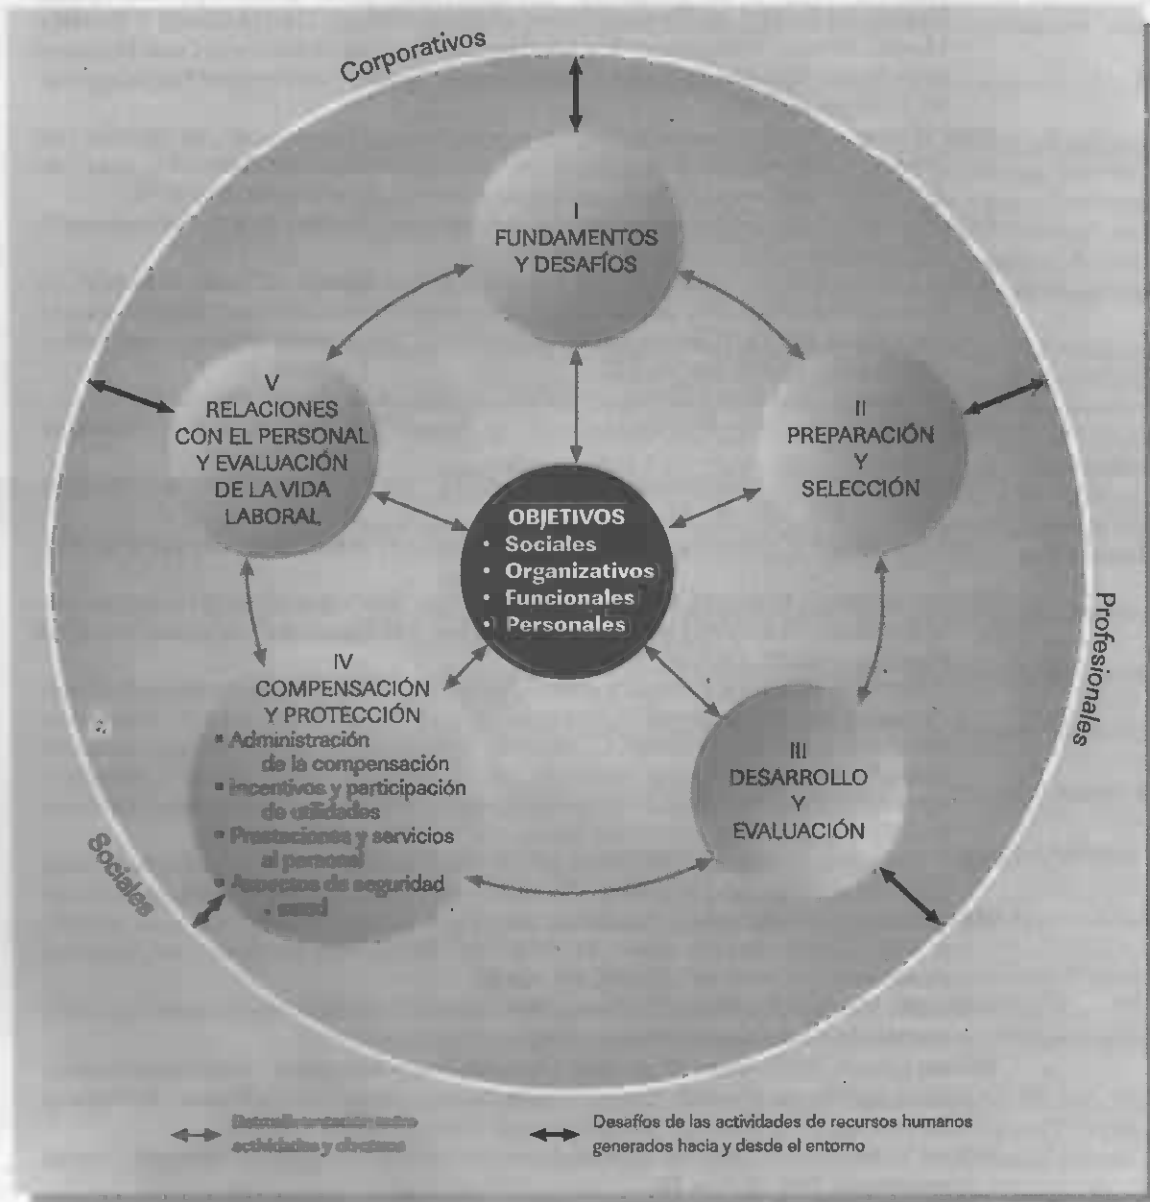 Corporativos
I
FUNDAMENTOS
Y DESAFÍOS
V
RELACIONES
CON EL PERSONAL
Y EVALUACIÓN
DE LA VIDA
LABORAL
II
PREPARACIÓN
Y
SELECCIÓN
OBJETIVOS
• Sociales
• Organizativos
• Funcionales
• Personales
Profesionales
IV
COMPENSACIÓN
Y PROTECCIÓN
▪ Administración
de la compensación
▪ Incentivos y participación
de utilidades
▪ Prestaciones y servicios
al personal
▪ Aspectos de seguridad
III
DESARROLLO
Y
EVALUACIÓN
Sociales
entre
actividades y
Desafíos de las actividades de recursos humanos
generados hacia y desde el entorno